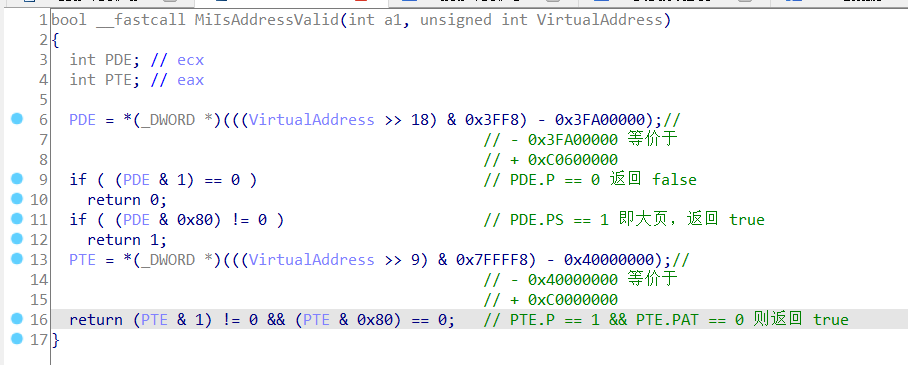 1 bool __fastcall MiIsAddressValid(int a1, unsigned int VirtualAddress)
2 {
3 int PDE; // ecx
4 int PTE; // eax
5
6 PDE = *(_DWORD *)(((VirtualAddress >> 18) & 0x3FF8) - 0x3FA00000);//
7 // - 0x3FA00000 等价于
8 // + 0xC0600000
9 if ( (PDE & 1) == 0 ) // PDE.P == 0 返回 false
10 return 0;
11 if ( (PDE & 0x80) != 0 ) // PDE.PS == 1 即大页，返回 true
12 return 1;
13 PTE = *(_DWORD *)(((VirtualAddress >> 9) & 0x7FFFF8) - 0x40000000);//
14 // - 0x40000000 等价于
15 // + 0xC0000000
16 return (PTE & 1) != 0 && (PTE & 0x80) == 0; // PTE.P == 1 && PTE.PAT == 0 则返回 true
17 }